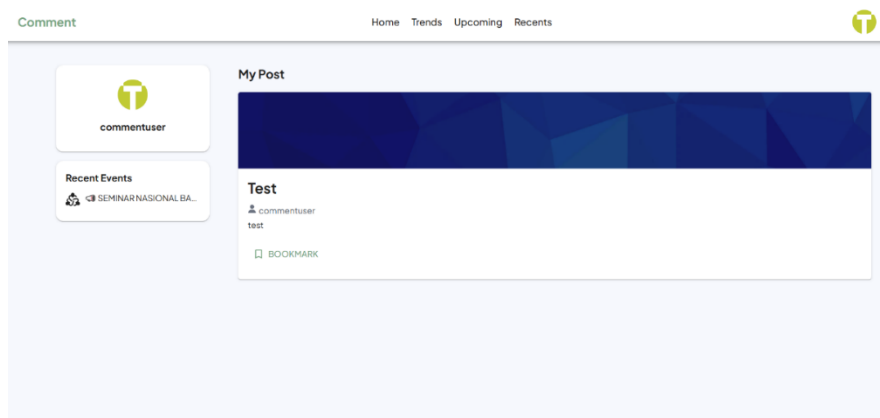 Comment
Home Trends Upcoming Recents
commentuser
Recent Events
SEMINAR NASIONAL BA...
My Post
Test
commentuser
test
BOOKMARK